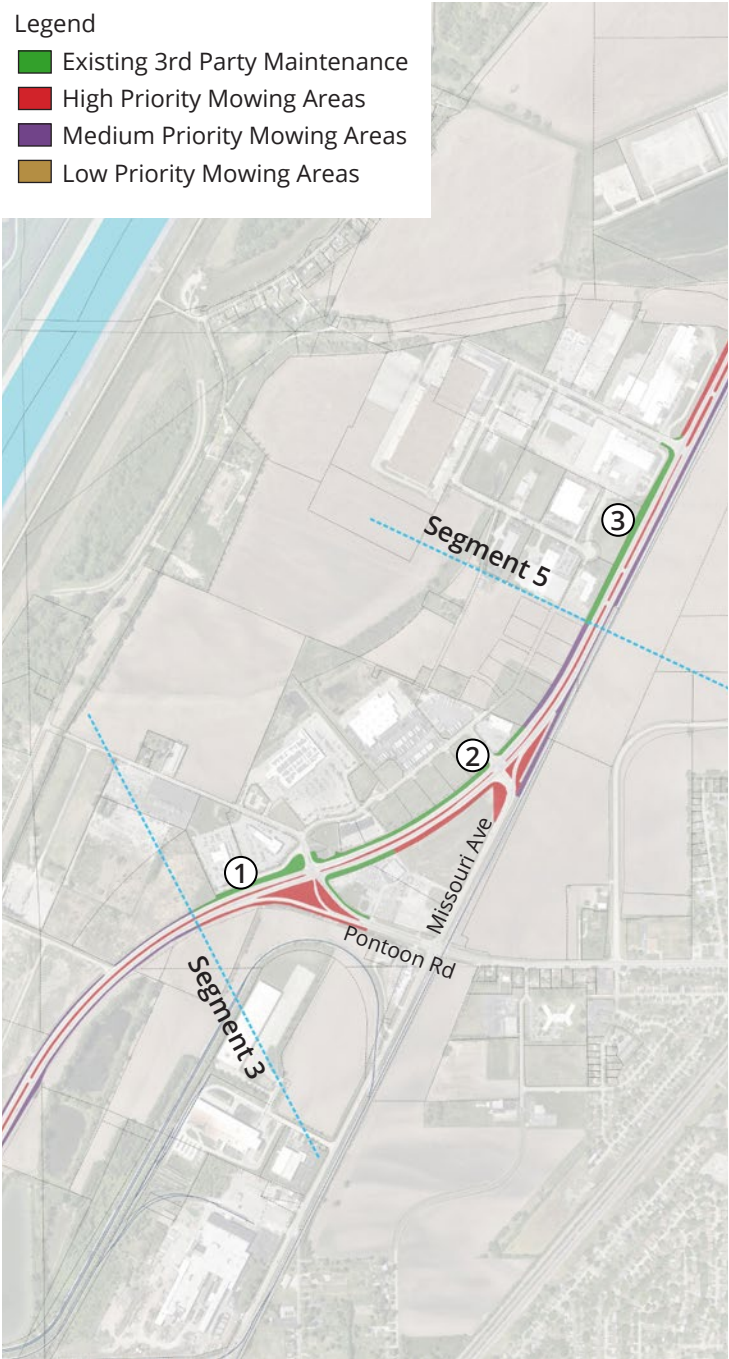 Legend
Existing 3rd Party Maintenance
High Priority Mowing Areas
Medium Priority Mowing Areas
Low Priority Mowing Areas
3
Segment 5
2
1
Missouri Ave
Pontoon Rd
Segment 3